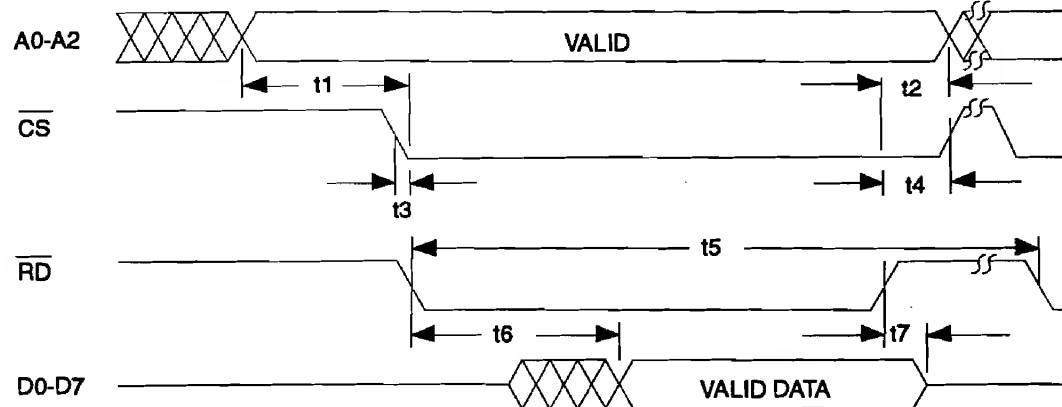 A0-A2
VALID
t1
t2
CS
t3
t4
RD
t5
t6
t7
D0-D7
VALID DATA